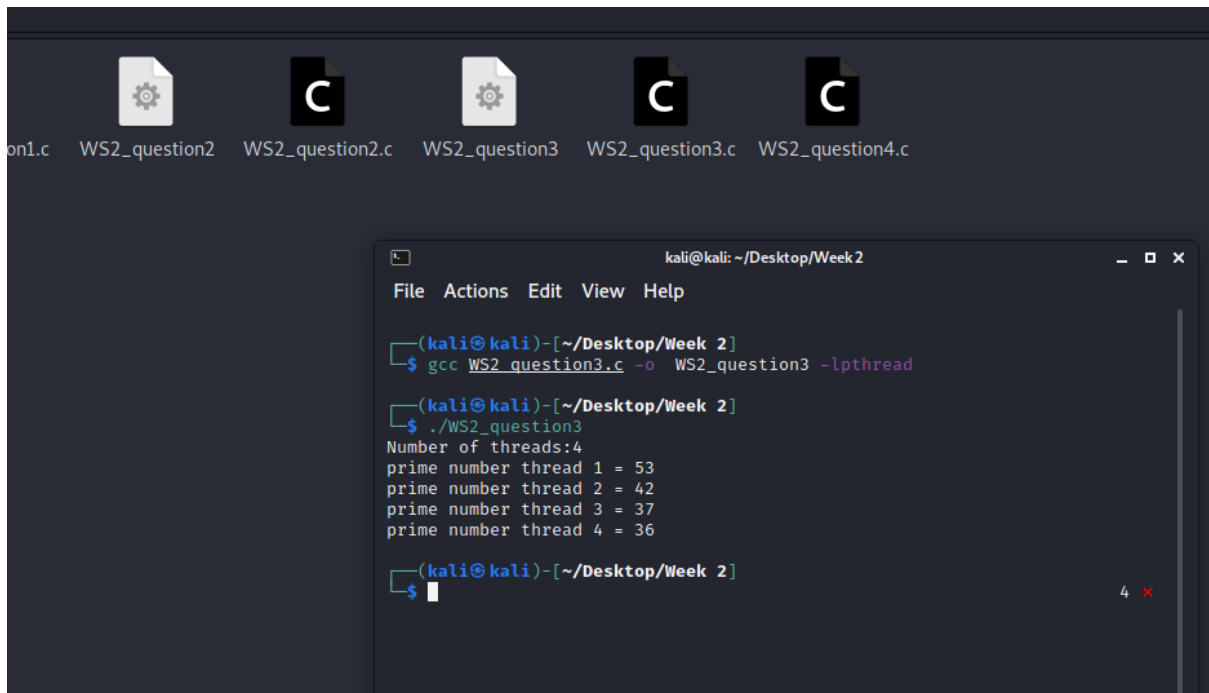 on1.c WS2_question2 WS2_question2.c WS2_question3 WS2_question3.c WS2_question4.c
kali@kali: ~/Desktop/Week 2
File Actions Edit View Help
┌──(kali㉿kali)-[~/Desktop/Week 2]
└─$ gcc WS2_question3.c -o  WS2_question3 -lpthread
┌──(kali㉿kali)-[~/Desktop/Week 2]
└─$ ./WS2_question3
Number of threads:4
prime number thread 1 = 53
prime number thread 2 = 42
prime number thread 3 = 37
prime number thread 4 = 36
┌──(kali㉿kali)-[~/Desktop/Week 2]
└─$ 4 ⨯